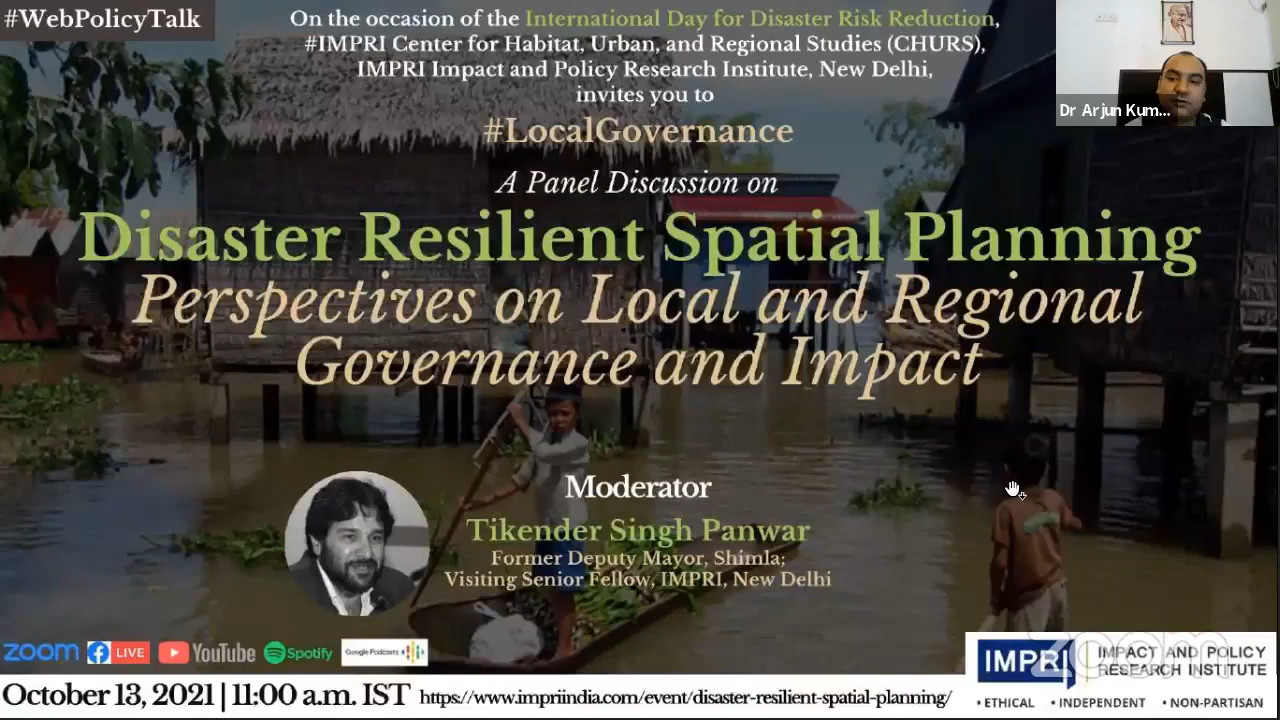 #WebPolicyTalk
On the occasion of the International Day for Disaster Risk Reduction,
#IMPRI Center for Habitat, Urban, and Regional Studies (CHURS),
IMPRI Impact and Policy Research Institute, New Delhi,
invites you to
#LocalGovernance
A Panel Discussion on
Disaster Resilient Spatial Planning
Perspectives on Local and Regional
Governance and Impact
Dr Arjun Kum...
Moderator
Tikender Singh Panwar
Former Deputy Mayor, Shimla;
Visiting Senior Fellow, IMPRI, New Delhi
zoom LIVE YouTube Spotify Google Podcasts
IMPRI IMPACT AND POLICY
RESEARCH INSTITUTE
zoom
• ETHICAL • INDEPENDENT • NON-PARTISAN
October 13, 2021 | 11:00 a.m. IST https://www.impriindia.com/event/disaster-resilient-spatial-planning/